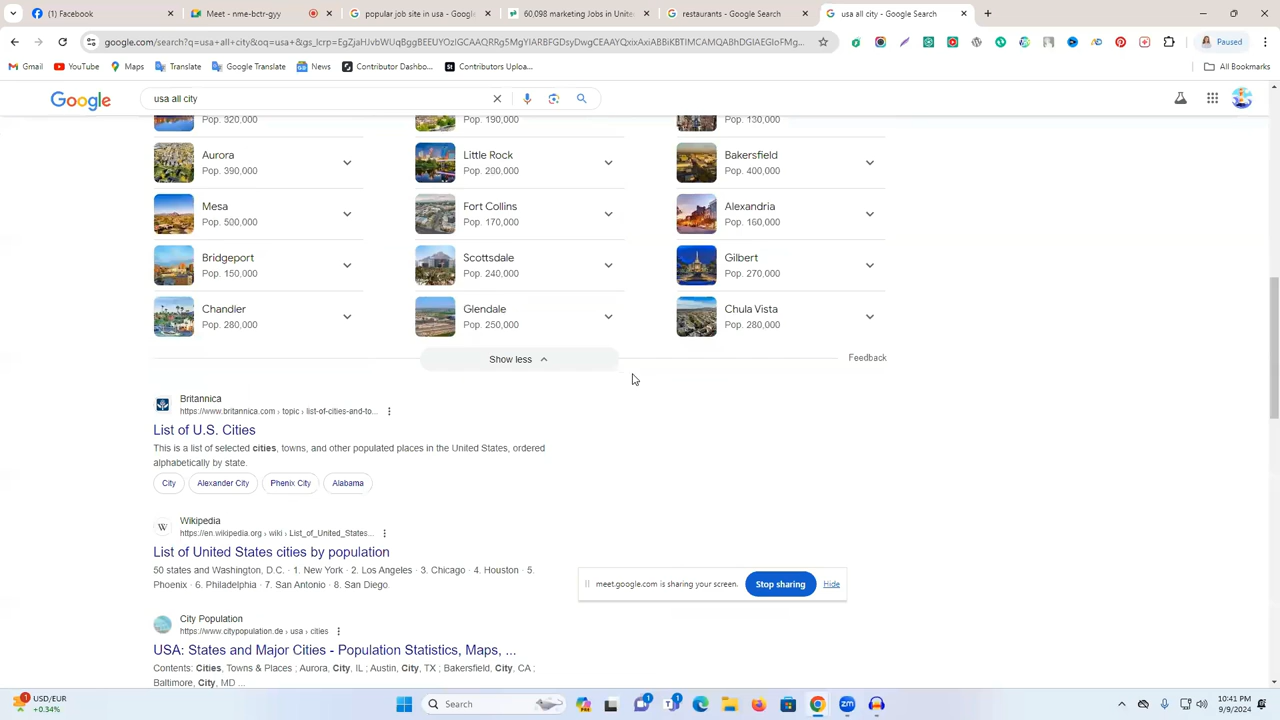 (1) Facebook
Meet - nme-bctr-gyy
popular job site in usa - Google
60,098 marketing Jobs in United
restaurants - Google Search
usa all city - Google Search
google.com/search?q=usa+all+city&oq=usa+
Paused
Gmail
YouTube
Maps
Translate
Google Translate
News
Contributor Dashbo...
Contributors Uploa...
All Bookmarks
Google
usa all city
Pop. 320,000
Pop. 190,000
Pop. 130,000
Aurora
Pop. 390,000
Little Rock
Pop. 200,000
Bakersfield
Pop. 400,000
Mesa
Pop. 500,000
Fort Collins
Pop. 170,000
Alexandria
Pop. 160,000
Bridgeport
Pop. 150,000
Scottsdale
Pop. 240,000
Gilbert
Pop. 270,000
Chandler
Pop. 280,000
Glendale
Pop. 250,000
Chula Vista
Pop. 280,000
Show less
Feedback
Britannica
https://www.britannica.com › topic › list-of-cities-and-to...
List of U.S. Cities
This is a list of selected cities, towns, and other populated places in the United States, ordered
alphabetically by state.
City
Alexander City
Phenix City
Alabama
W
Wikipedia
https://en.wikipedia.org › wiki › List_of_United_States...
List of United States cities by population
50 states and Washington, D.C. · 1. New York · 2. Los Angeles · 3. Chicago · 4. Houston · 5.
Phoenix · 6. Philadelphia · 7. San Antonio · 8. San Diego.
meet.google.com is sharing your screen.
Stop sharing
Hide
City Population
https://www.citypopulation.de › usa › cities
USA: States and Major Cities - Population Statistics, Maps, ...
Contents: Cities, Towns & Places ; Aurora, City, IL ; Austin, City, TX ; Bakersfield, City, CA ;
Baltimore, City, MD ...
USD/EUR
+0.34%
Search
10:41 PM
9/9/2024